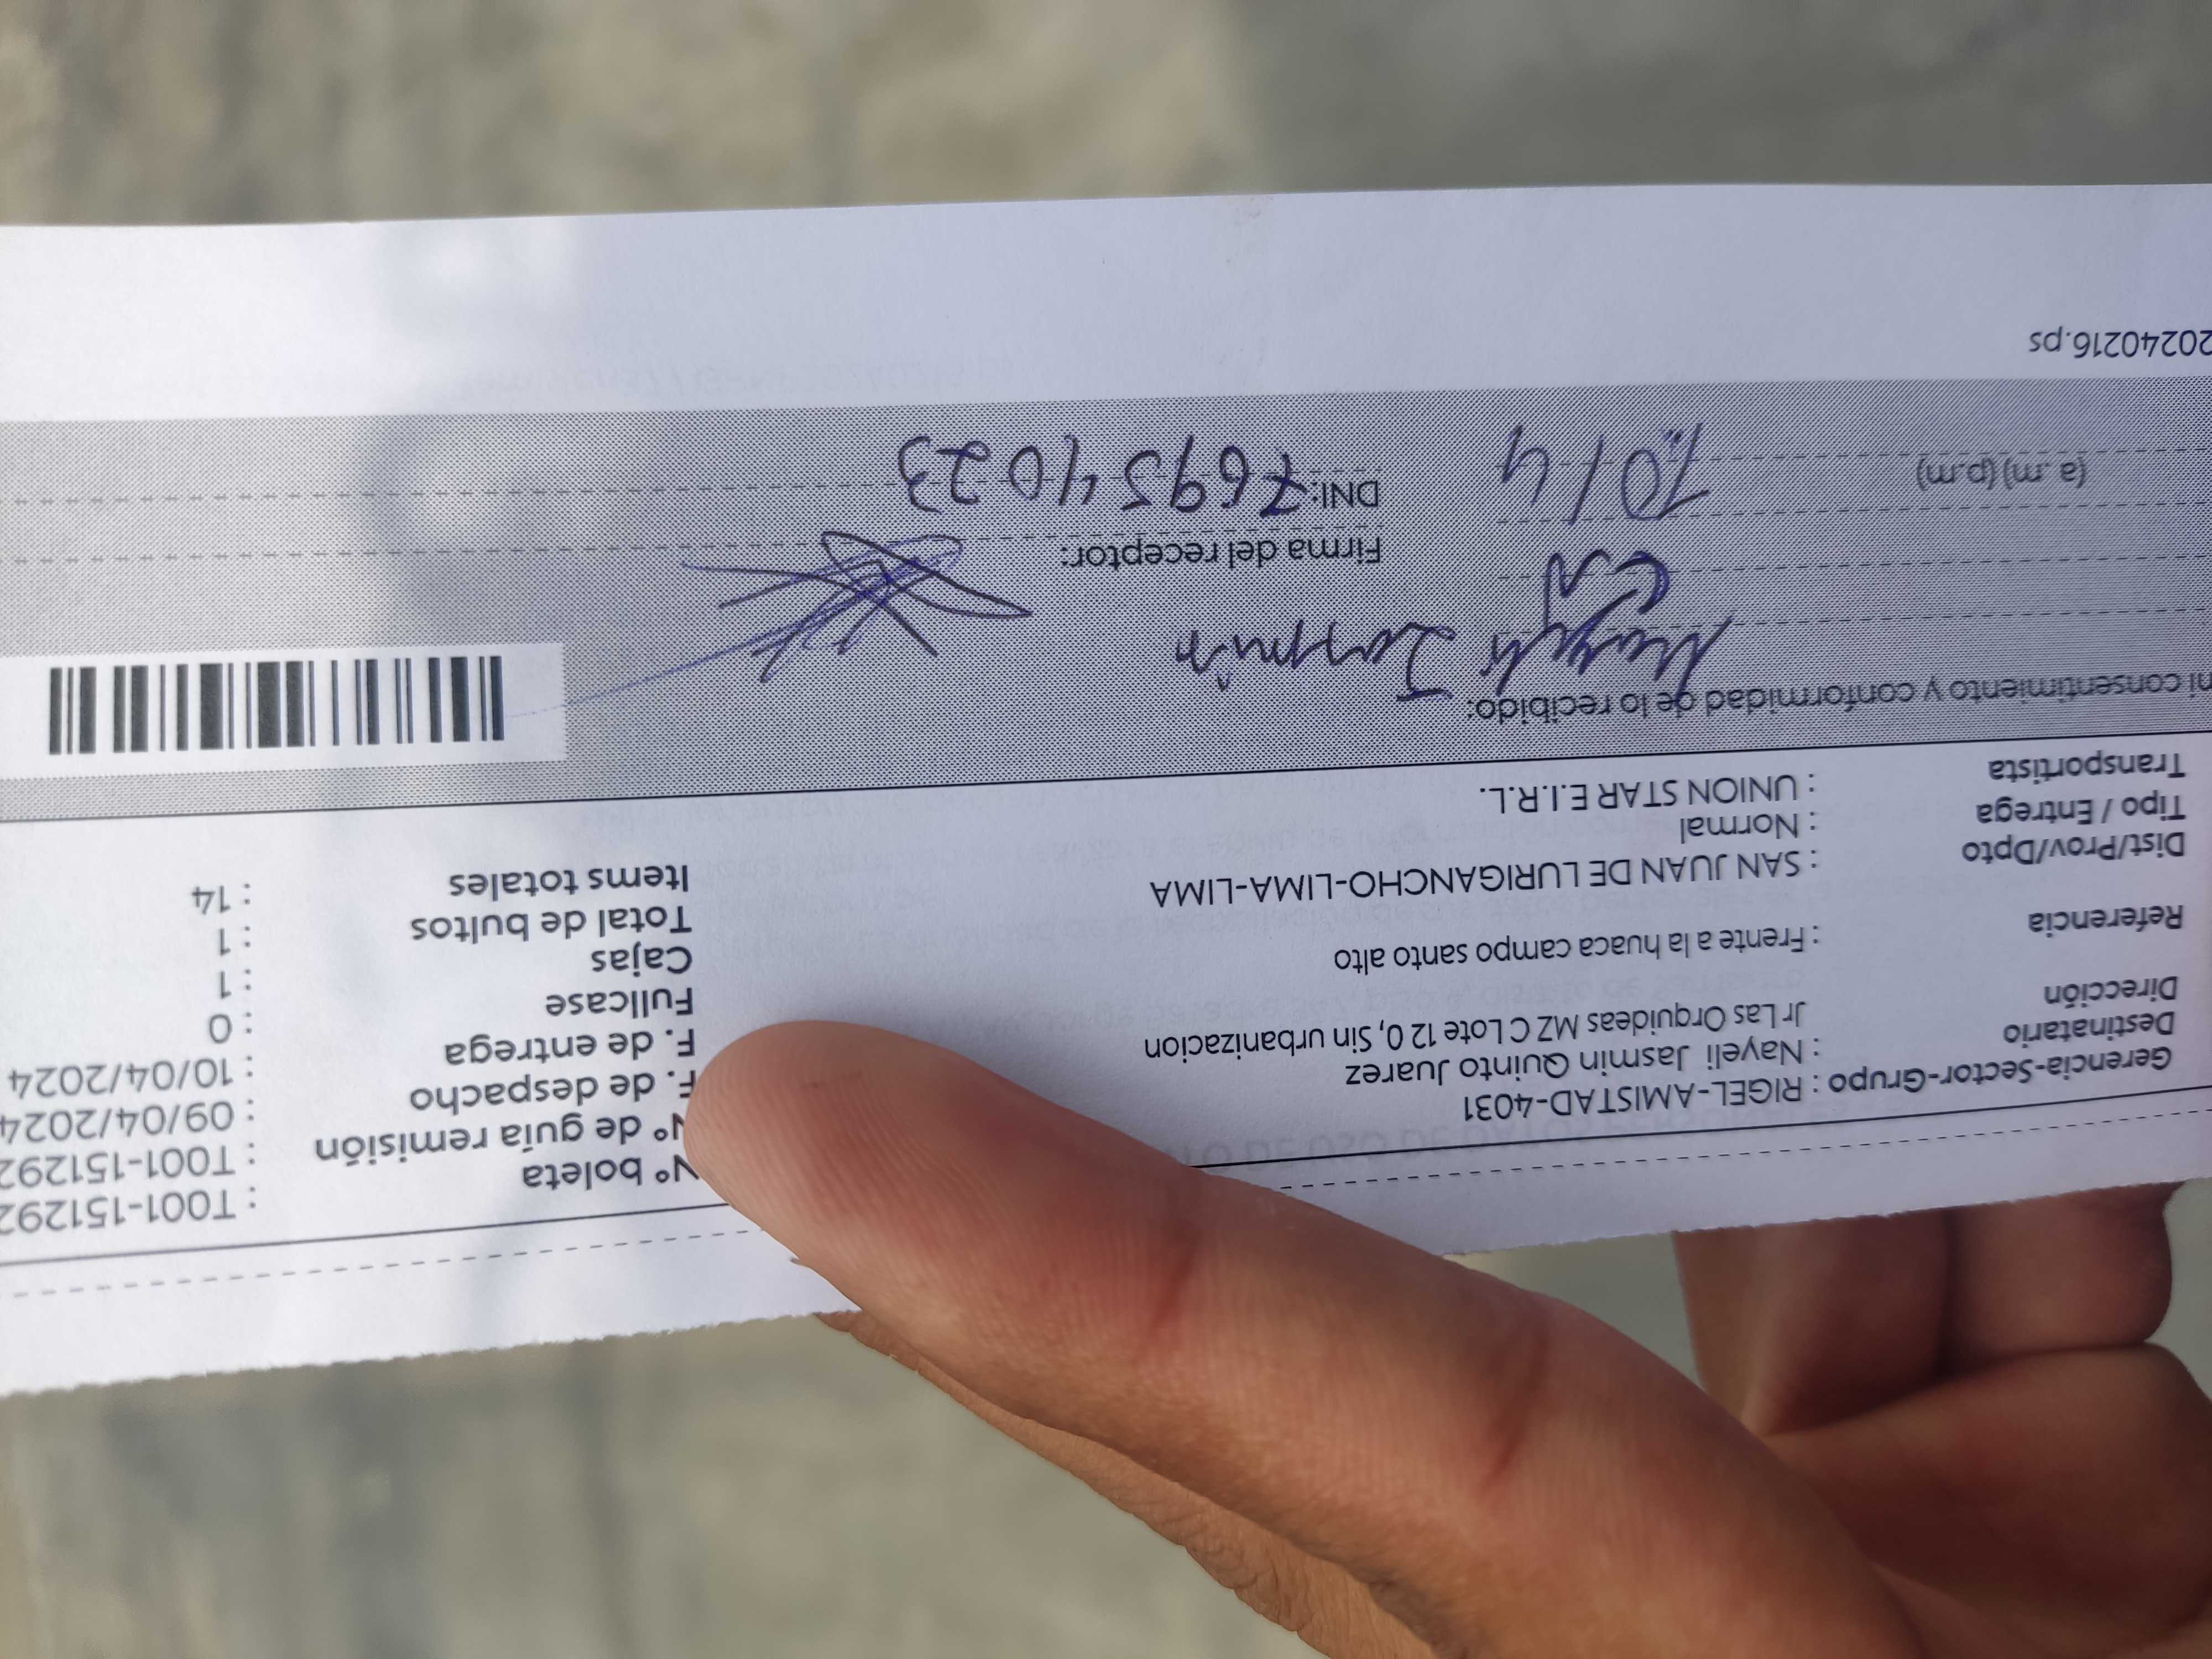 Nº boleta : T001-151292
Nº de guía remisión : T001-151292
F. de despacho : 09/04/2024
F. de entrega : 10/04/2024
Fullcase : 0
Cajas : 1
Total de bultos : 1
Items totales : 14
Gerencia-Sector-Grupo : RIGEL-AMISTAD-4031
Destinatario : Nayeli Jasmin Quinto Juarez
Dirección Jr Las Orquideas MZ C Lote 12 0, Sin urbanizacion
Referencia : Frente a la huaca campo santo alto
Dist/Prov/Dpto : SAN JUAN DE LURIGANCHO-LIMA-LIMA
Tipo / Entrega : Normal
Transportista : UNION STAR E.I.R.L.
mi consentimiento y conformidad de lo recibido:
Nayeli Jasmin
Firma del receptor:
(a.m) (p.m) 10/4 DNI: 76954023
20240216.ps